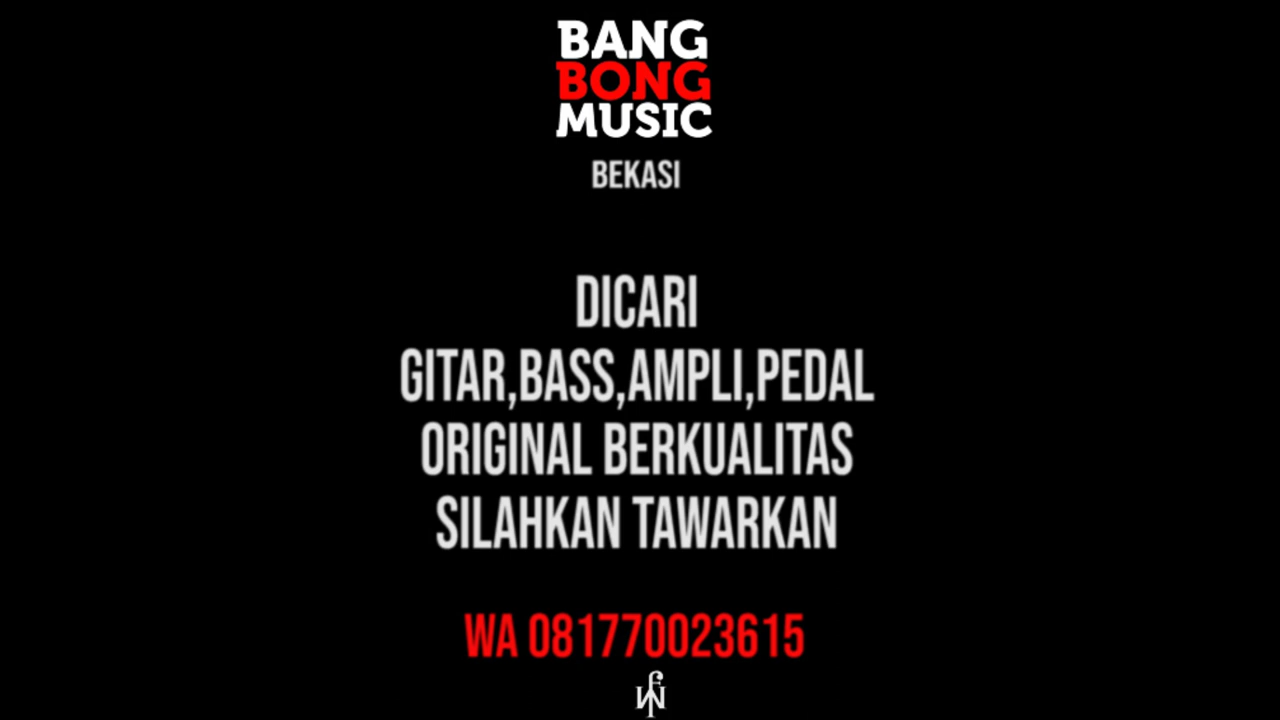 BANG
BONG
MUSIC
BEKASI
DICARI
GITAR,BASS,AMPLI,PEDAL
ORIGINAL BERKUALITAS
SILAHKAN TAWARKAN
WA 081770023615